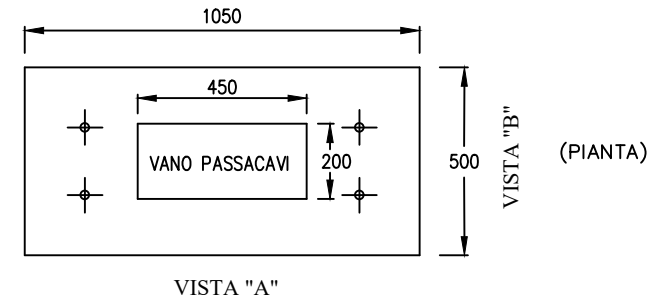 1050
450
VANO PASSACAVI
200
500
VISTA "B"
(PIANTA)
VISTA "A"